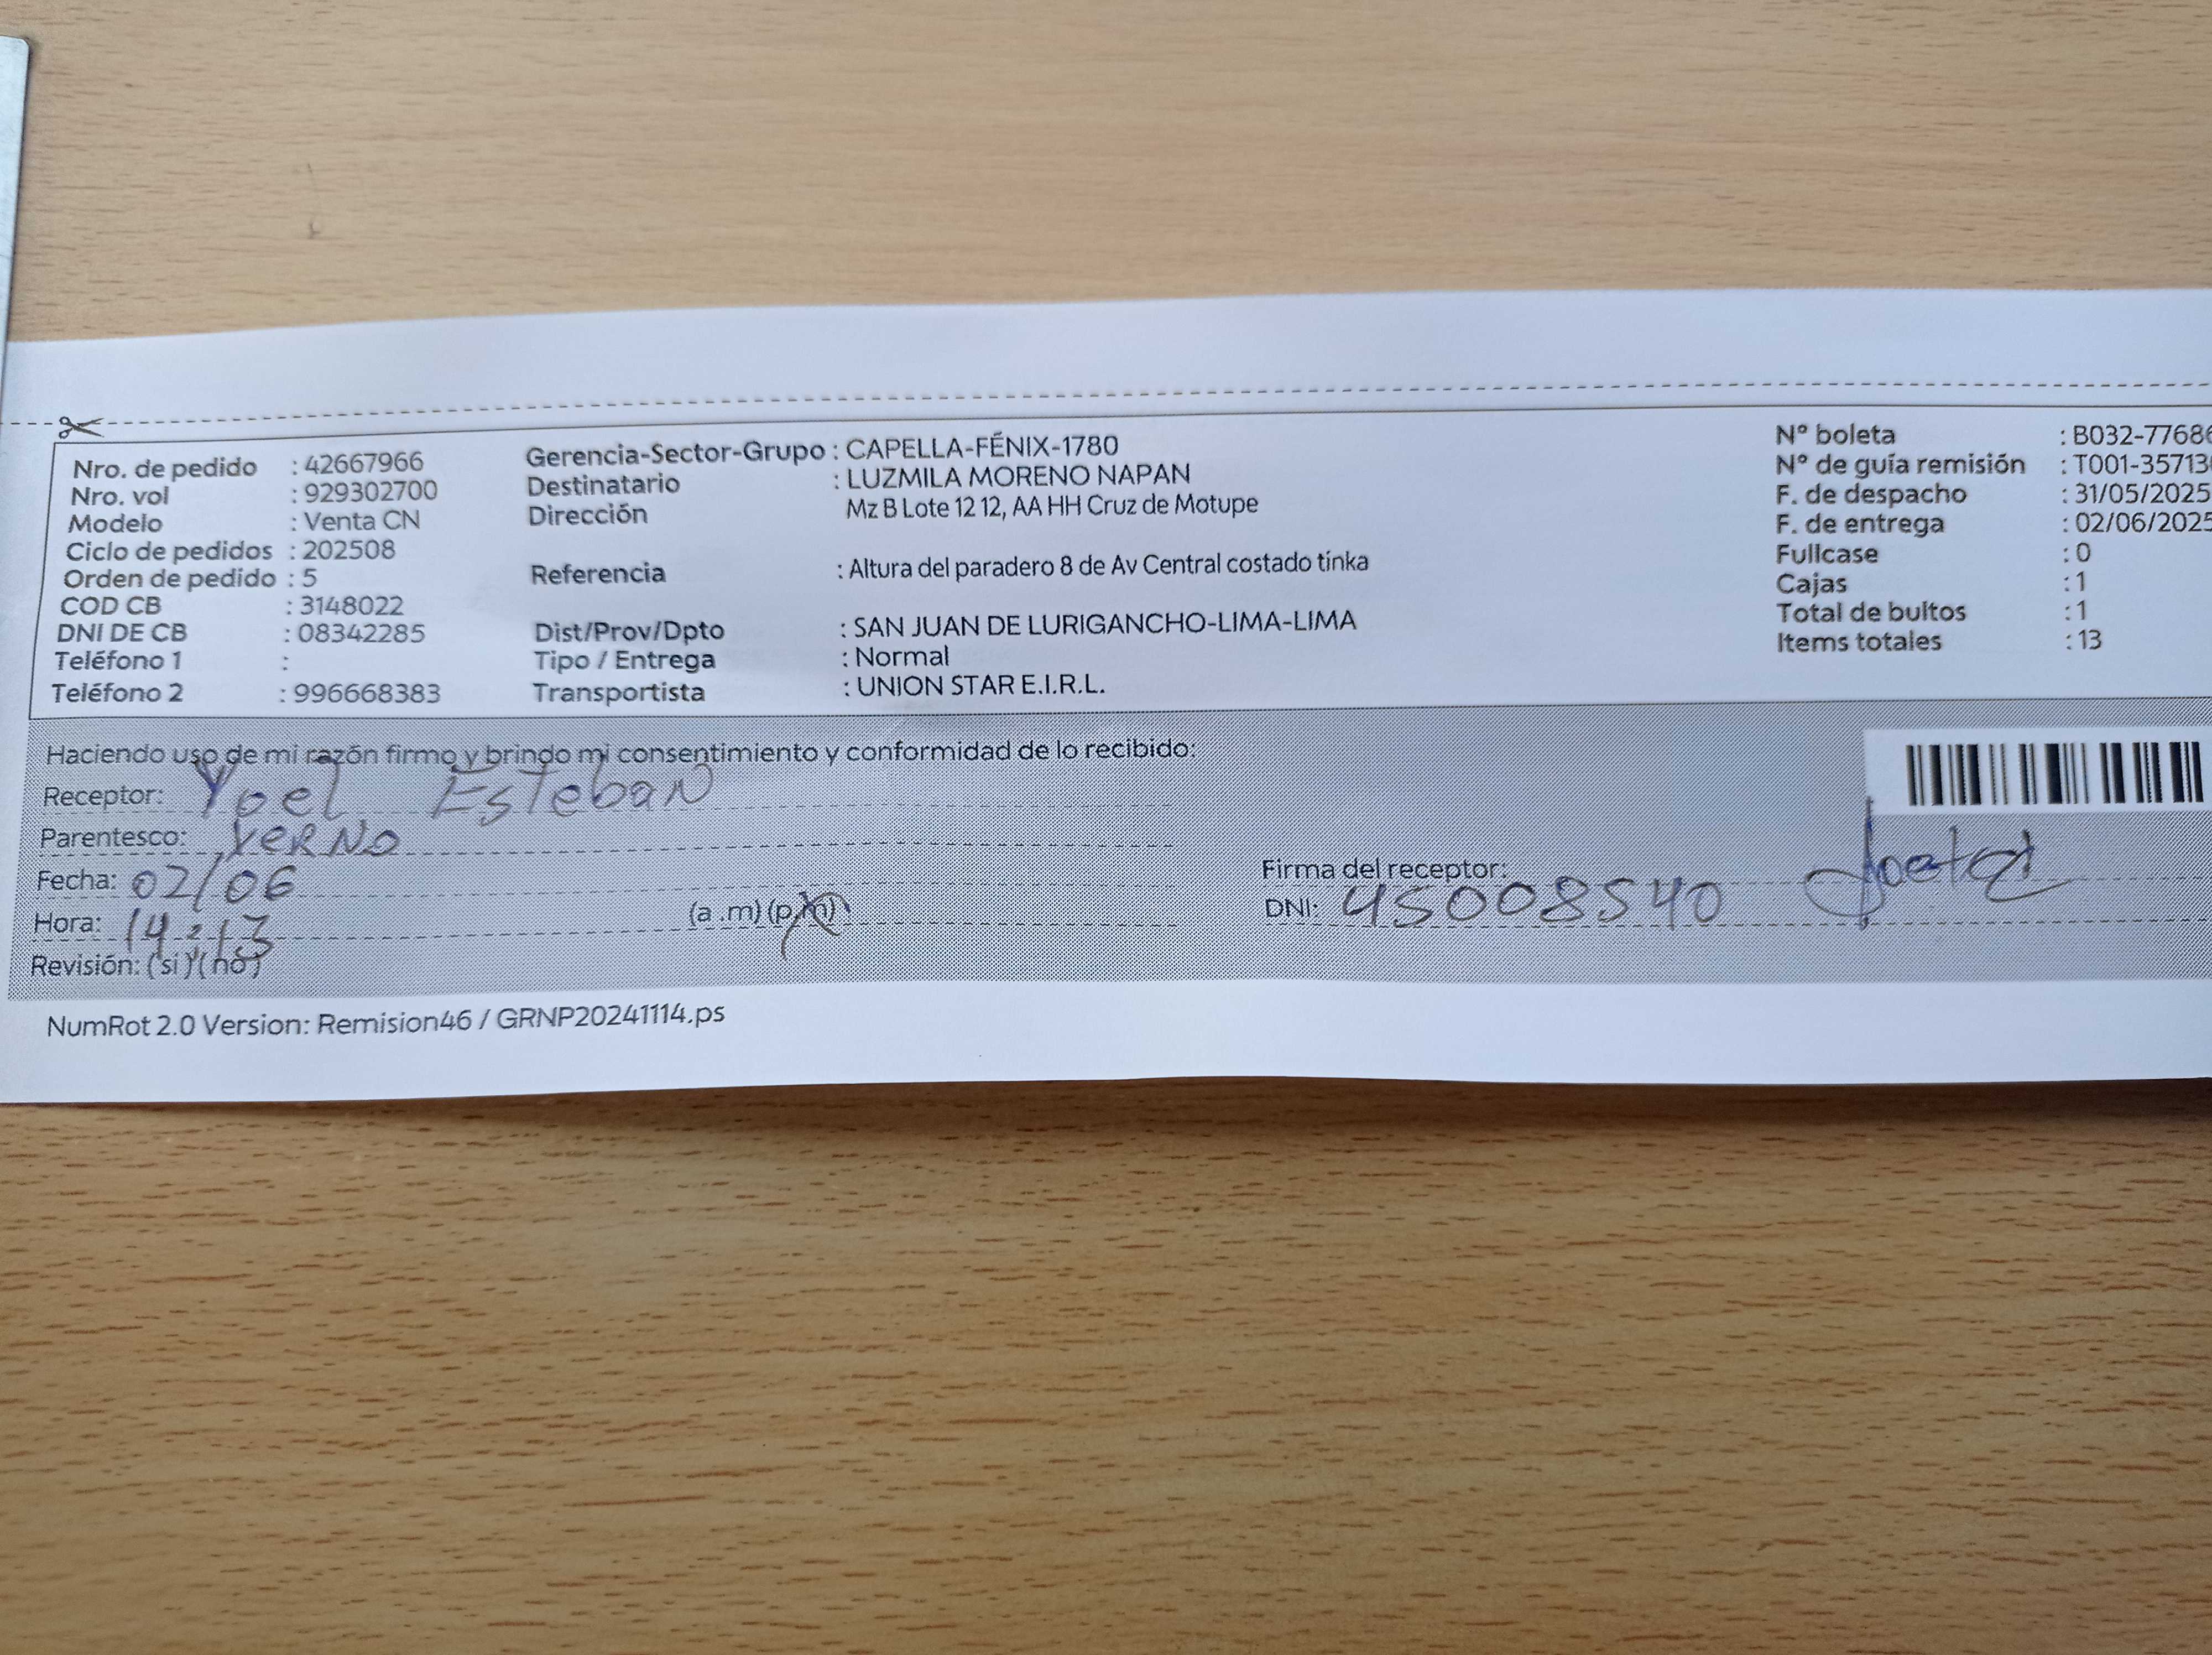 Nro. de pedido : 42667966
Nro. vol : 929302700
Modelo : Venta CN
Ciclo de pedidos : 202508
Orden de pedido : 5
COD CB : 3148022
DNI DE CB : 08342285
Teléfono 1 :
Teléfono 2 : 996668383
Gerencia-Sector-Grupo : CAPELLA-FÉNIX-1780
Destinatario : LUZMILA MORENO NAPAN
Dirección Mz B Lote 12 12, AA HH Cruz de Motupe
Referencia : Altura del paradero 8 de Av Central costado tinka
Dist/Prov/Dpto : SAN JUAN DE LURIGANCHO-LIMA-LIMA
Tipo / Entrega : Normal
Transportista : UNION STAR E.I.R.L.
N° boleta : B032-77686
N° de guía remisión : T001-35713
F. de despacho : 31/05/2025
F. de entrega : 02/06/2025
Fullcase : 0
Cajas : 1
Total de bultos : 1
Items totales : 13
Haciendo uso de mi razón firmo y brindo mi consentimiento y conformidad de lo recibido:
Receptor: Yoel Esteban
Parentesco: YERNO
Fecha: 02/06
Hora: 14:13 (a .m) (p.m)
Revisión: (si) (no)
Firma del receptor:
DNI: 45008540
NumRot 2.0 Version: Remision46 / GRNP20241114.ps